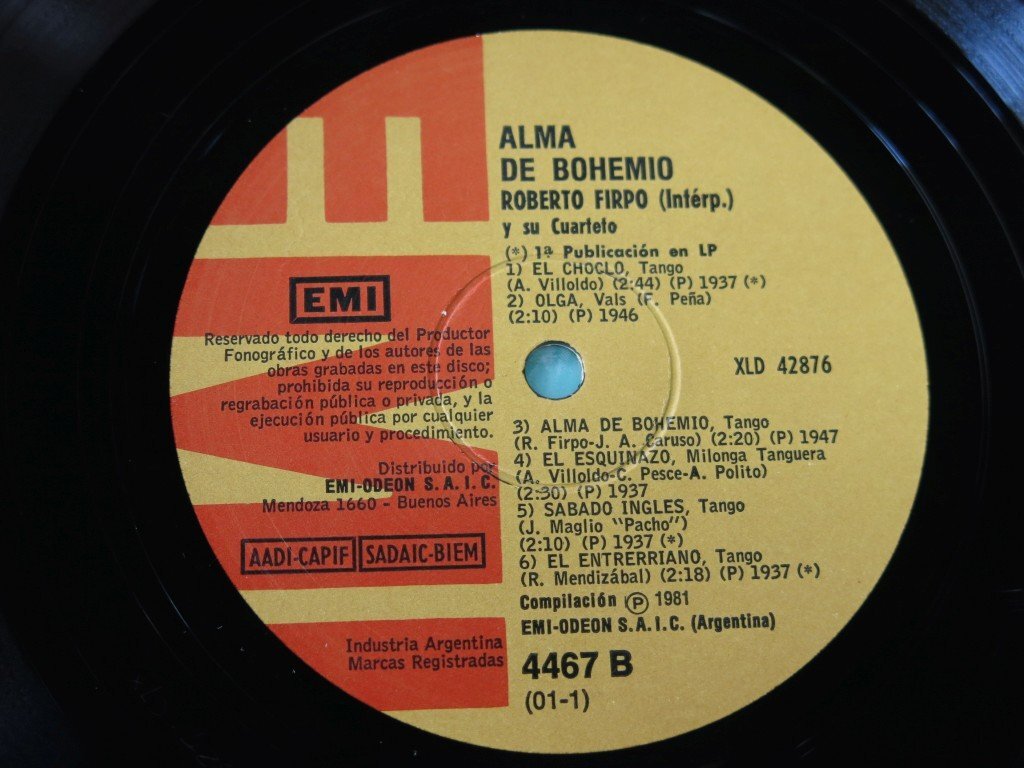 ALMA
DE BOHEMIO
ROBERTO FIRPO (Intérp.)
y su Cuarteto
(*) 1ª Publicación en LP
1) EL CHOCLO, Tango
(A. Villoldo) (2:44) (P) 1937 (*)
2) OLGA, Vals (F. Peña)
(2:10) (P) 1946
XLD 42876
3) ALMA DE BOHEMIO, Tango
(R. Firpo-J. A. Caruso) (2:20) (P) 1947
4) EL ESQUINAZO, Milonga Tanguera
(A. Villoldo-C. Pesce-A. Polito)
(2:30) (P) 1937
5) SABADO INGLES, Tango
(J. Maglio "Pacho")
(2:10) (P) 1937 (*)
6) EL ENTRERRIANO, Tango
(R. Mendizábal) (2:18) (P) 1937 (*)
Compilación Ⓟ 1981
EMI-ODEON S.A.I.C. (Argentina)
4467 B
(01-1)
EMI
EMI
Reservado todo derecho del Productor
Fonográfico y de los autores de las
obras grabadas en este disco;
prohibida su reproducción o
regrabación pública o privada, y la
ejecución pública por cualquier
usuario y procedimiento.
Distribuido por
EMI-ODEON S.A.I.C.
Mendoza 1660 - Buenos Aires
AADI-CAPIF SADAIC-BIEM
Industria Argentina
Marcas Registradas